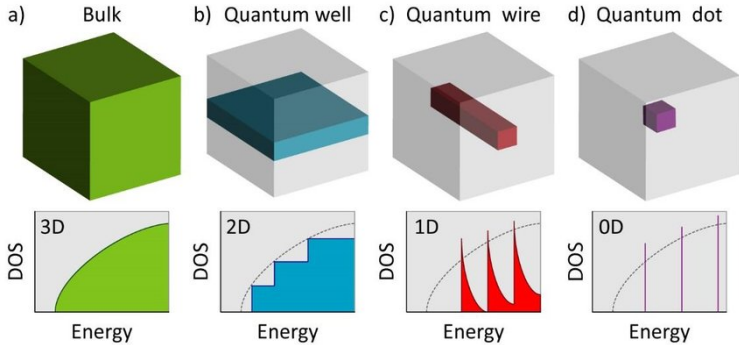 a) Bulk
b) Quantum well
c) Quantum wire
d) Quantum dot
DOS
3D
Energy
DOS
2D
Energy
DOS
1D
Energy
DOS
0D
Energy